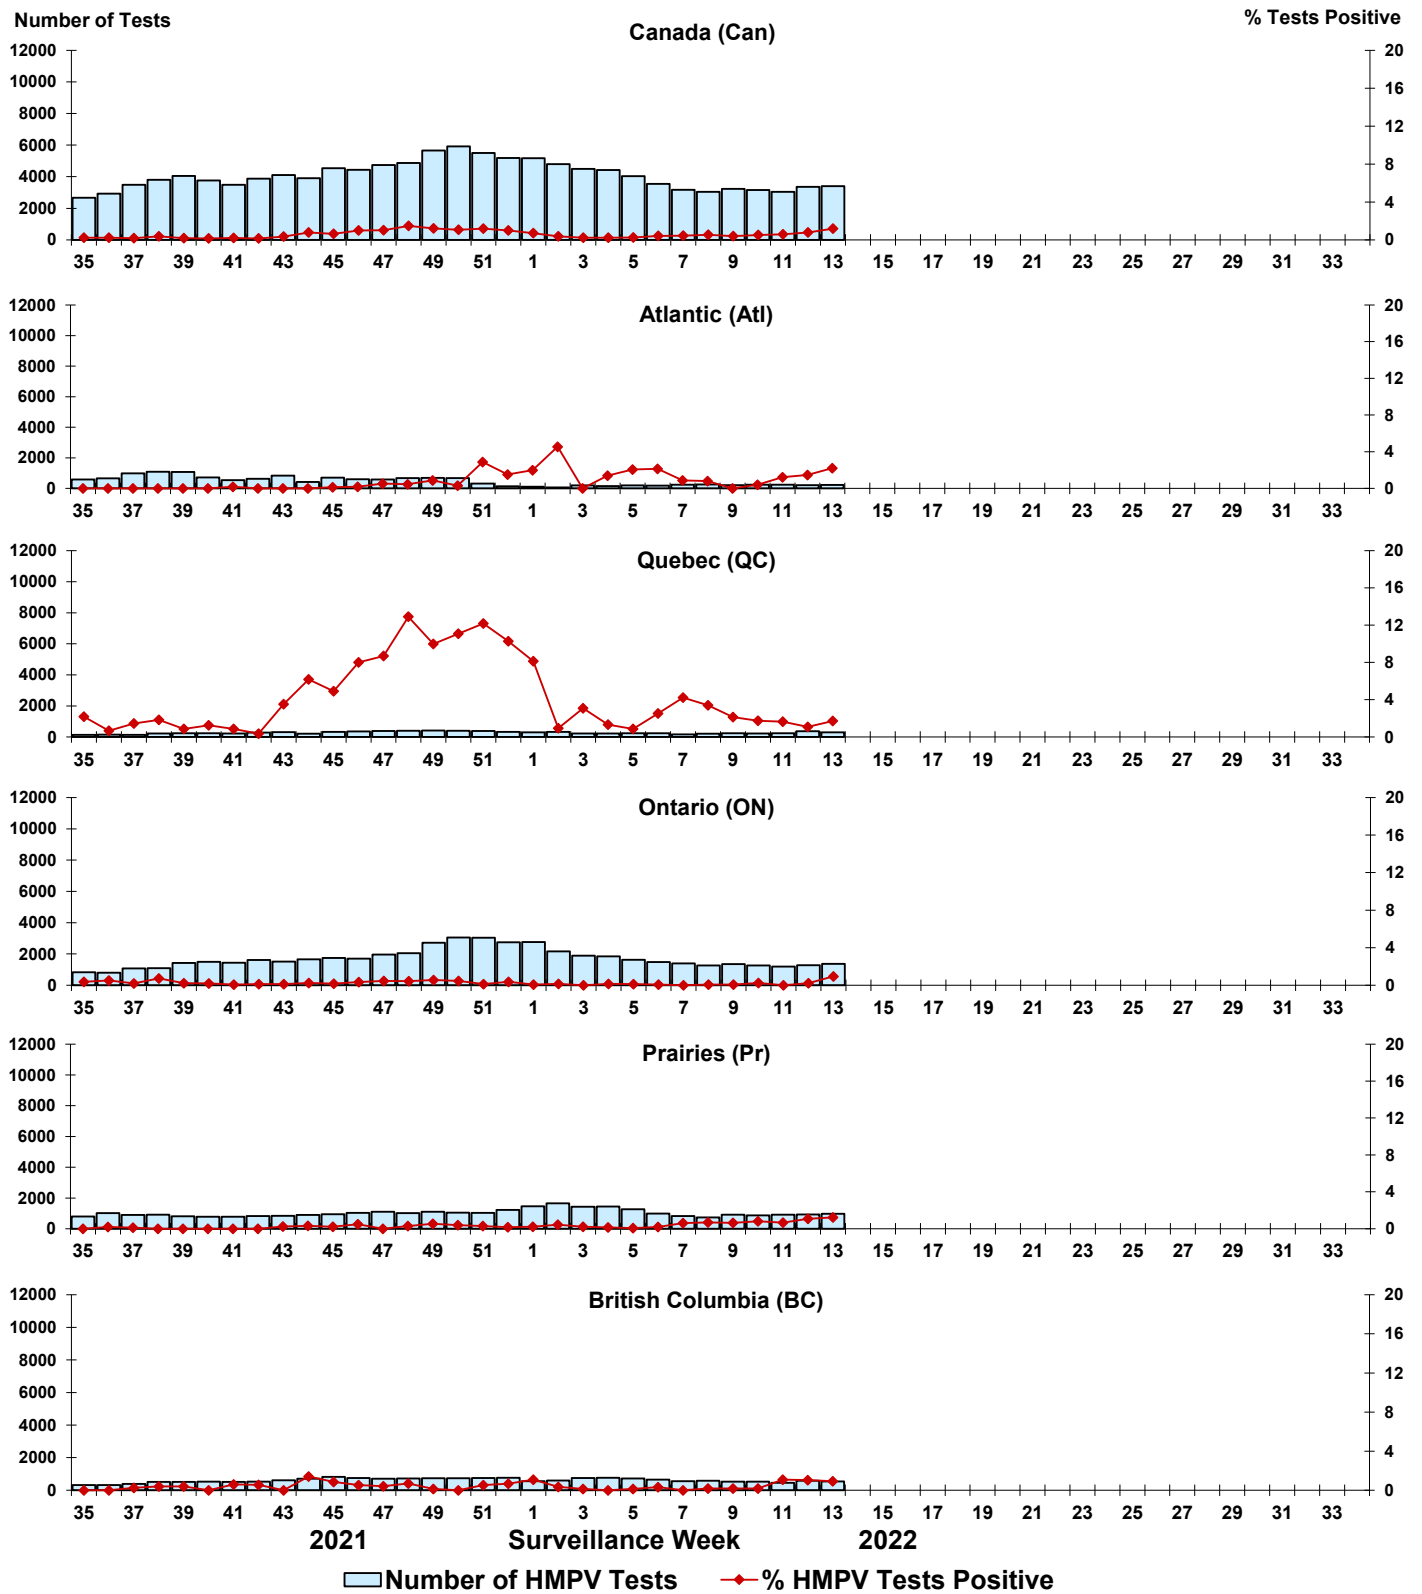 Number of Tests
% Tests Positive
Canada (Can)
12000 20
10000 16
8000 12
6000 8
4000 4
2000 0
0
35 37 39 41 43 45 47 49 51 1 3 5 7 9 11 13 15 17 19 21 23 25 27 29 31 33
Atlantic (Atl)
12000 20
10000 16
8000 12
6000 8
4000 4
2000 0
0
35 37 39 41 43 45 47 49 51 1 3 5 7 9 11 13 15 17 19 21 23 25 27 29 31 33
Quebec (QC)
12000 20
10000 16
8000 12
6000 8
4000 4
2000 0
0
35 37 39 41 43 45 47 49 51 1 3 5 7 9 11 13 15 17 19 21 23 25 27 29 31 33
Ontario (ON)
12000 20
10000 16
8000 12
6000 8
4000 4
2000 0
0
35 37 39 41 43 45 47 49 51 1 3 5 7 9 11 13 15 17 19 21 23 25 27 29 31 33
Prairies (Pr)
12000 20
10000 16
8000 12
6000 8
4000 4
2000 0
0
35 37 39 41 43 45 47 49 51 1 3 5 7 9 11 13 15 17 19 21 23 25 27 29 31 33
British Columbia (BC)
12000 20
10000 16
8000 12
6000 8
4000 4
2000 0
0
35 37 39 41 43 45 47 49 51 1 3 5 7 9 11 13 15 17 19 21 23 25 27 29 31 33
2021 Surveillance Week 2022
Number of HMPV Tests % HMPV Tests Positive